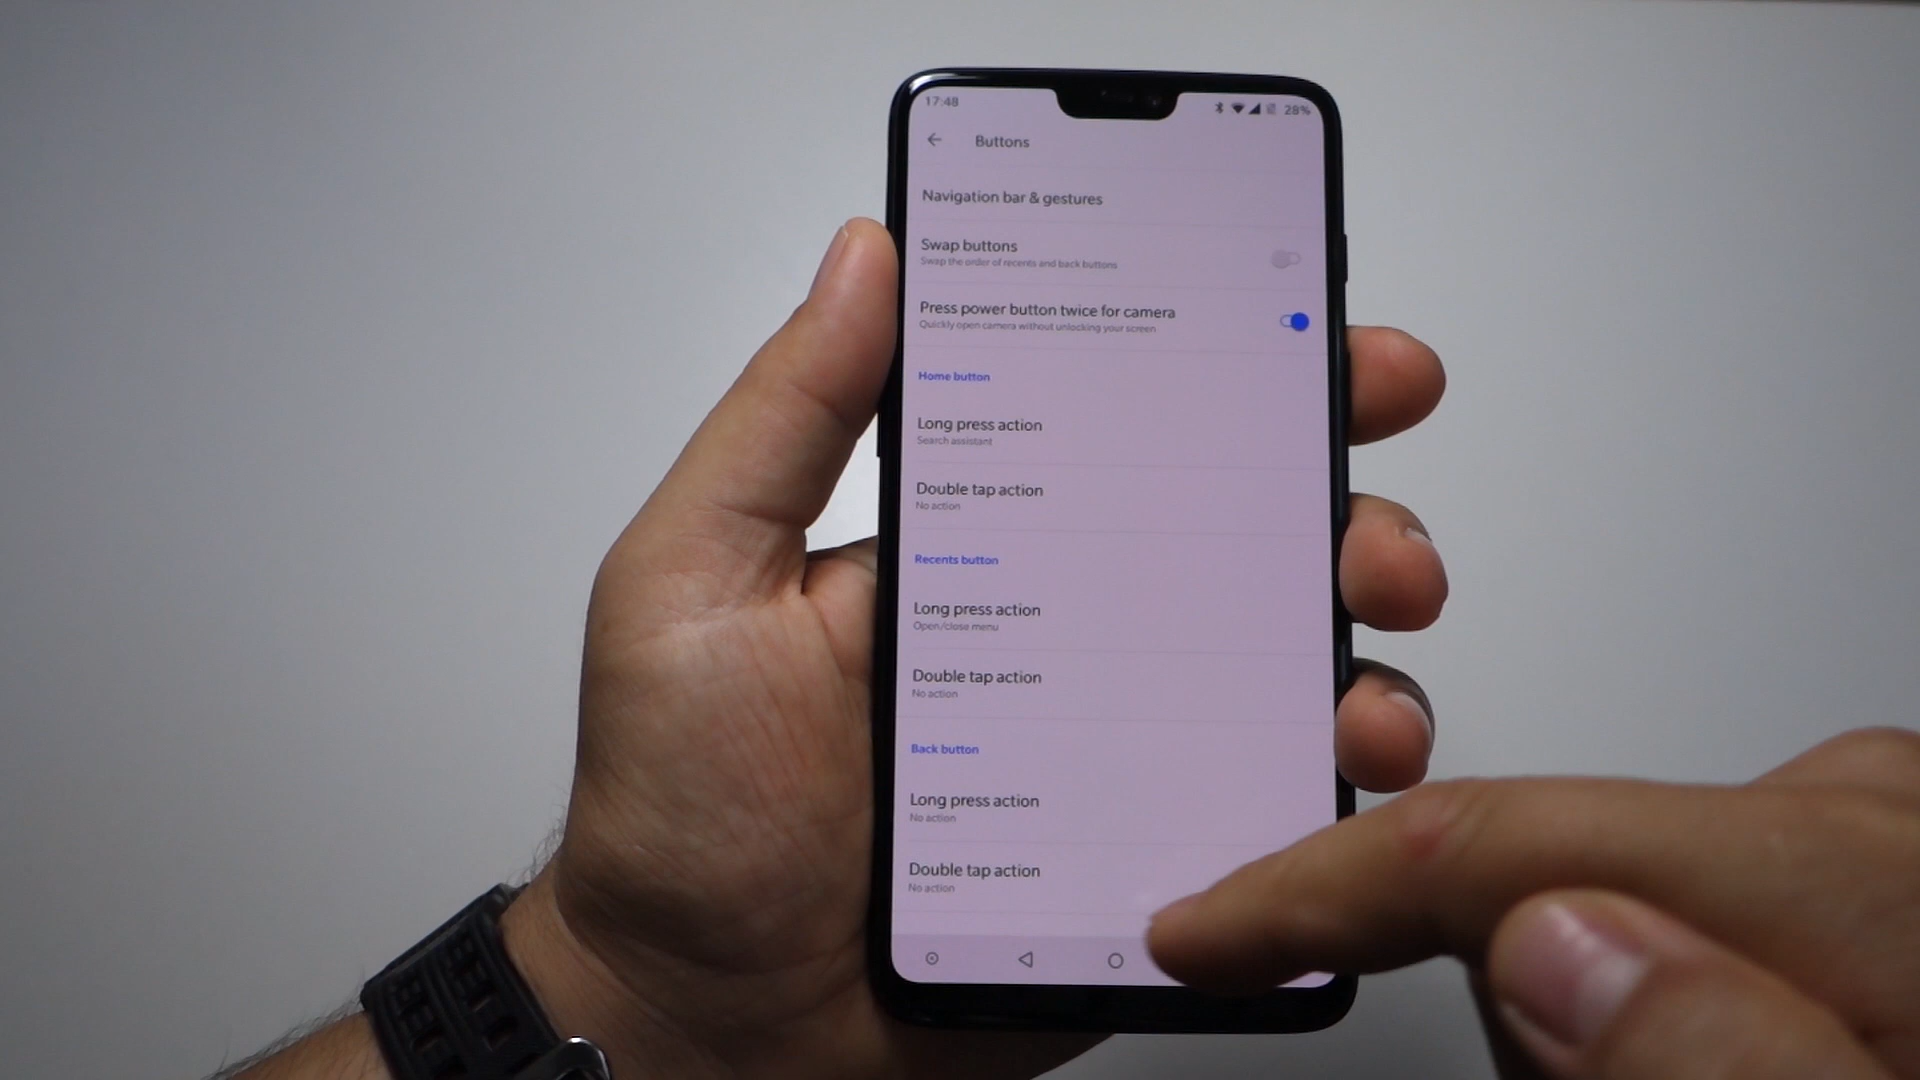 17:48
28%
Buttons
Navigation bar & gestures
Swap buttons
Swap the order of recents and back buttons
Press power button twice for camera
Quickly open camera without unlocking your screen
Home button
Long press action
Search assistant
Double tap action
No action
Recents button
Long press action
Open/close menu
Double tap action
No action
Back button
Long press action
No action
Double tap action
No action